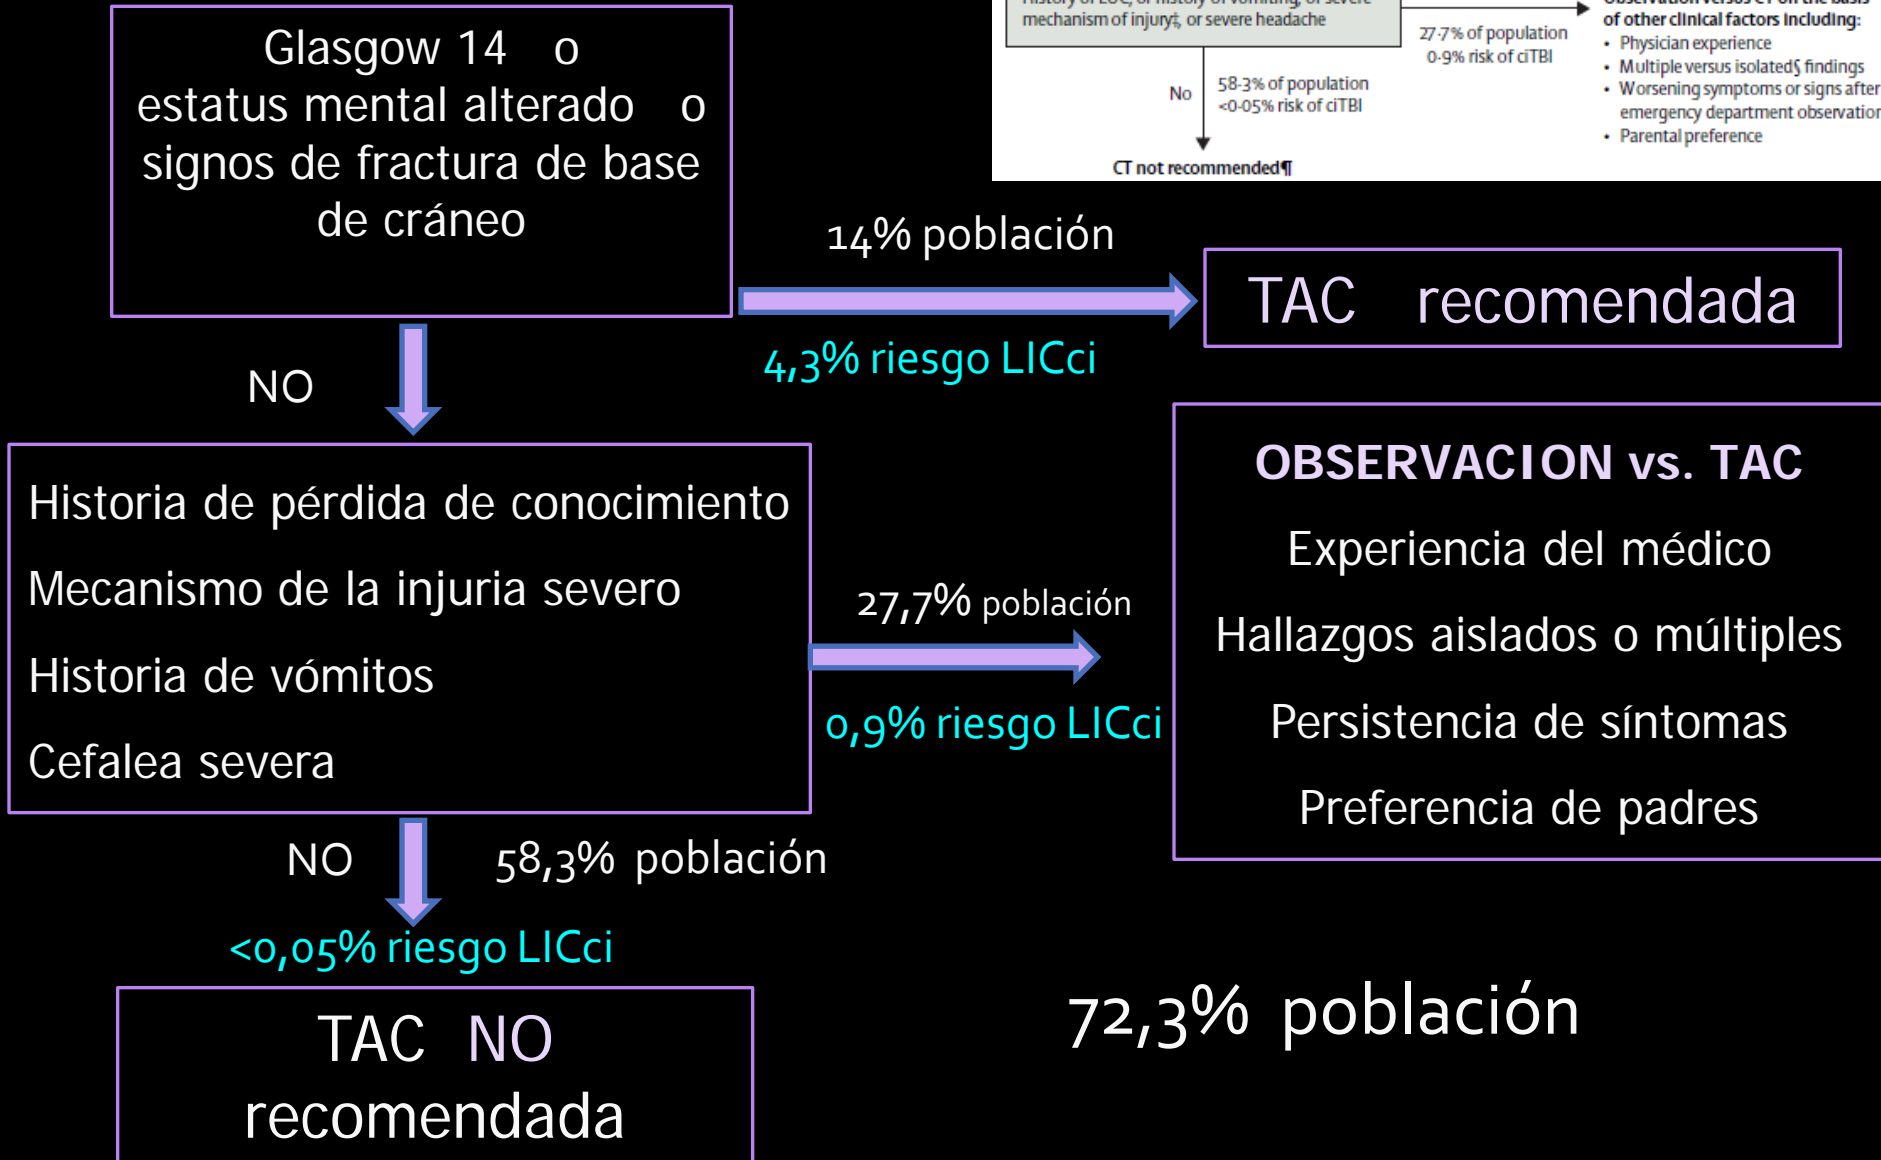 Glasgow 14 o
estatus mental alterado o
signos de fractura de base
de cráneo
mechanism of injury‡, or severe headache
27·7% of population
0·9% risk of ciTBI
of other clinical factors including:
• Physician experience
• Multiple versus isolated§ findings
• Worsening symptoms or signs after
emergency department observation
• Parental preference
No
58·3% of population
<0·05% risk of ciTBI
CT not recommended¶
14% población
TAC recomendada
4,3% riesgo LICci
NO
Historia de pérdida de conocimiento
Mecanismo de la injuria severo
Historia de vómitos
Cefalea severa
27,7% población
0,9% riesgo LICci
OBSERVACION vs. TAC
Experiencia del médico
Hallazgos aislados o múltiples
Persistencia de síntomas
Preferencia de padres
NO
58,3% población
<0,05% riesgo LICci
TAC NO
recomendada
72,3% población